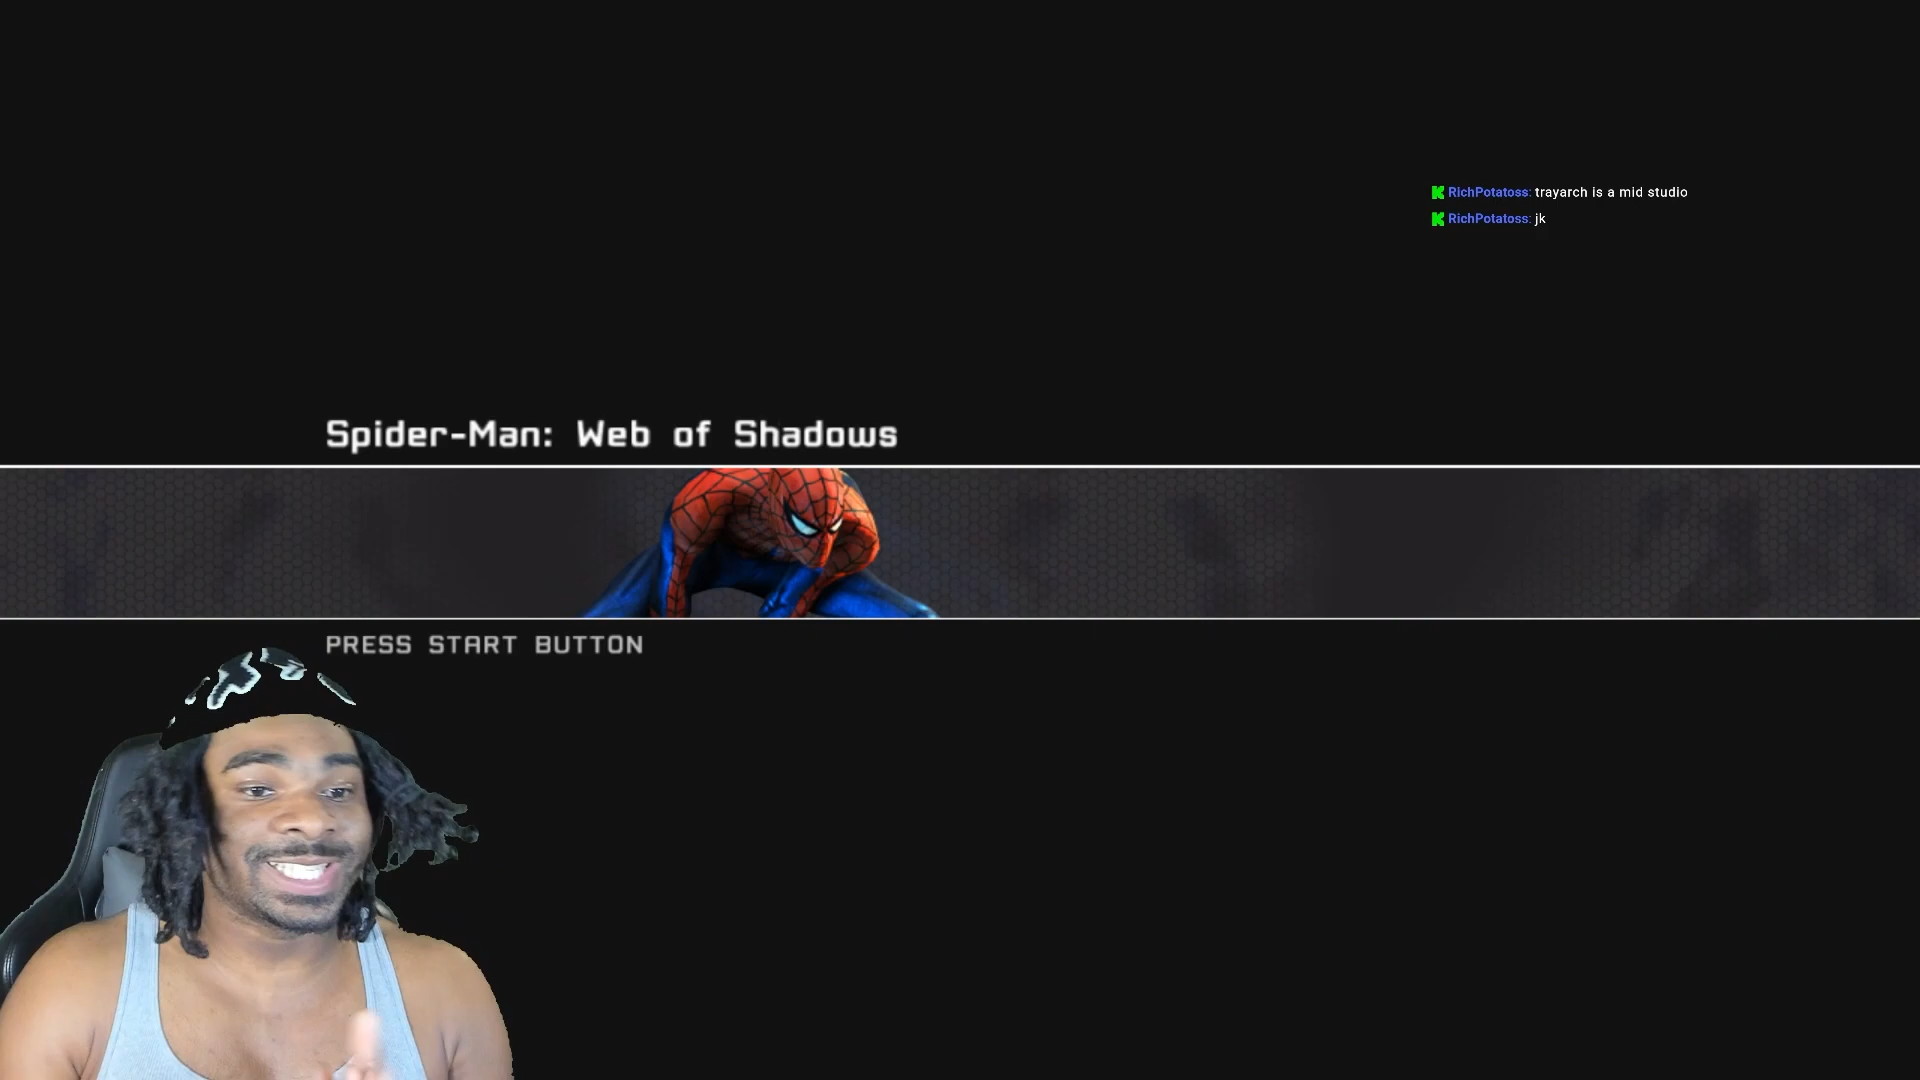 RichPotatoss: trayarch is a mid studio
RichPotatoss: jk
Spider-Man: Web of Shadows
PRESS START BUTTON